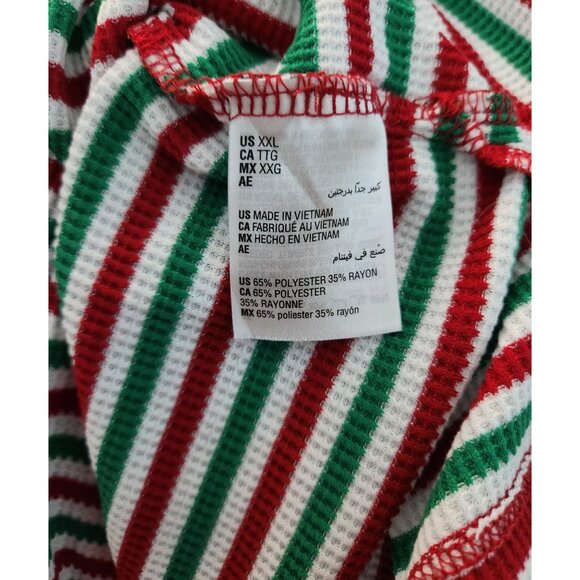 US XXL
CA TTG
MX XXG
AE
كبير جدًا بدرجتين
US MADE IN VIETNAM
CA FABRIQUÉ AU VIETNAM
MX HECHO EN VIETNAM
AE
صُنع في فيتنام
US 65% POLYESTER 35% RAYON
CA 65% POLYESTER
35% RAYONNE
MX 65% poliester 35% rayón